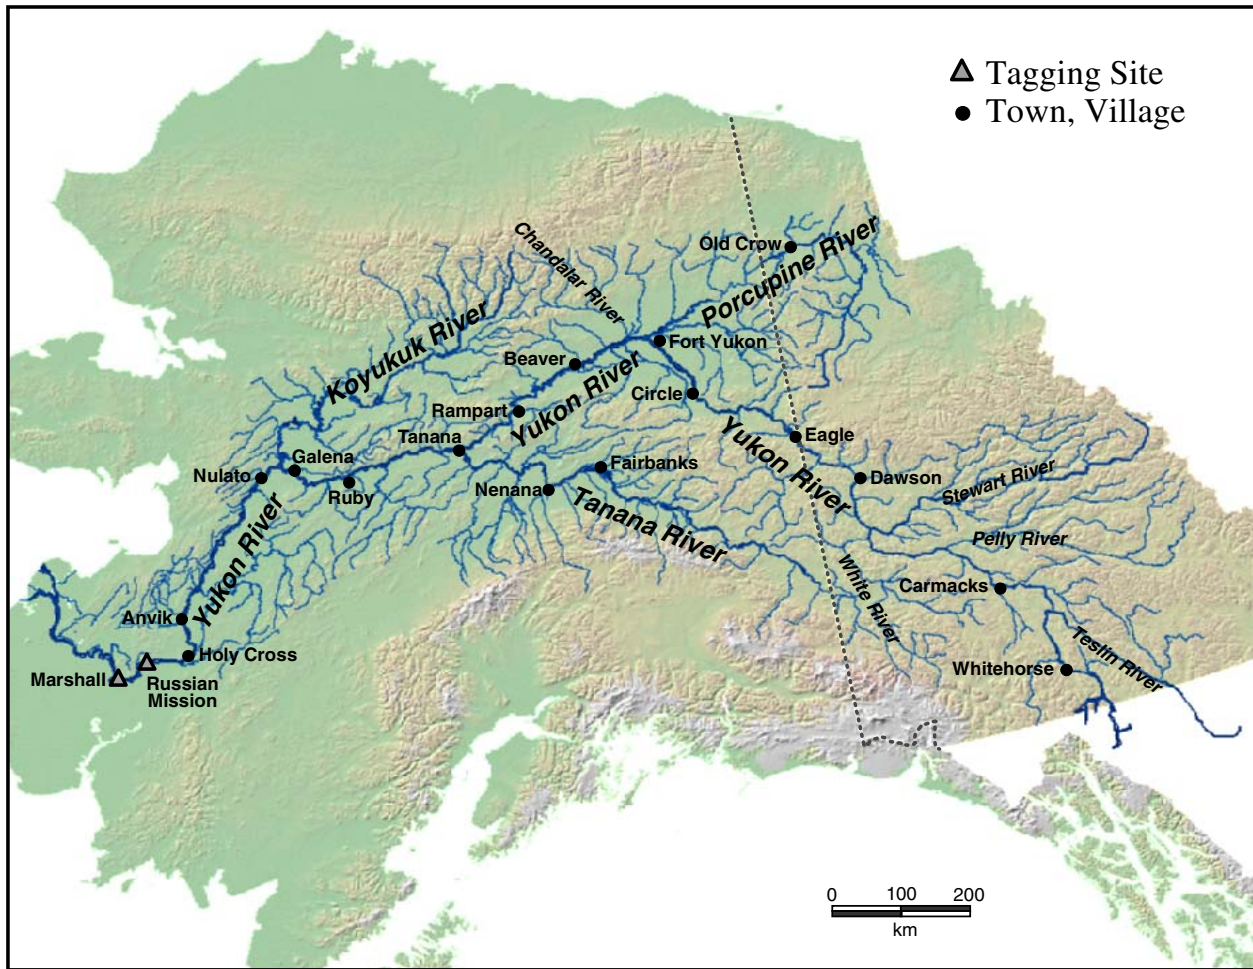 Tagging Site
Town, Village
Chandalar River
Old Crow
Porcupine River
Koyukuk River
Fort Yukon
Beaver
Yukon River
Circle
Rampart
Tanana
Yukon River
Eagle
Galena
Nulato
Ruby
Fairbanks
Nenana
Dawson
Stewart River
Tanana River
Yukon River
Pelly River
White River
Carmacks
Anvik
Holy Cross
Teslin River
Whitehorse
Marshall
Russian
Mission
0 100 200
km